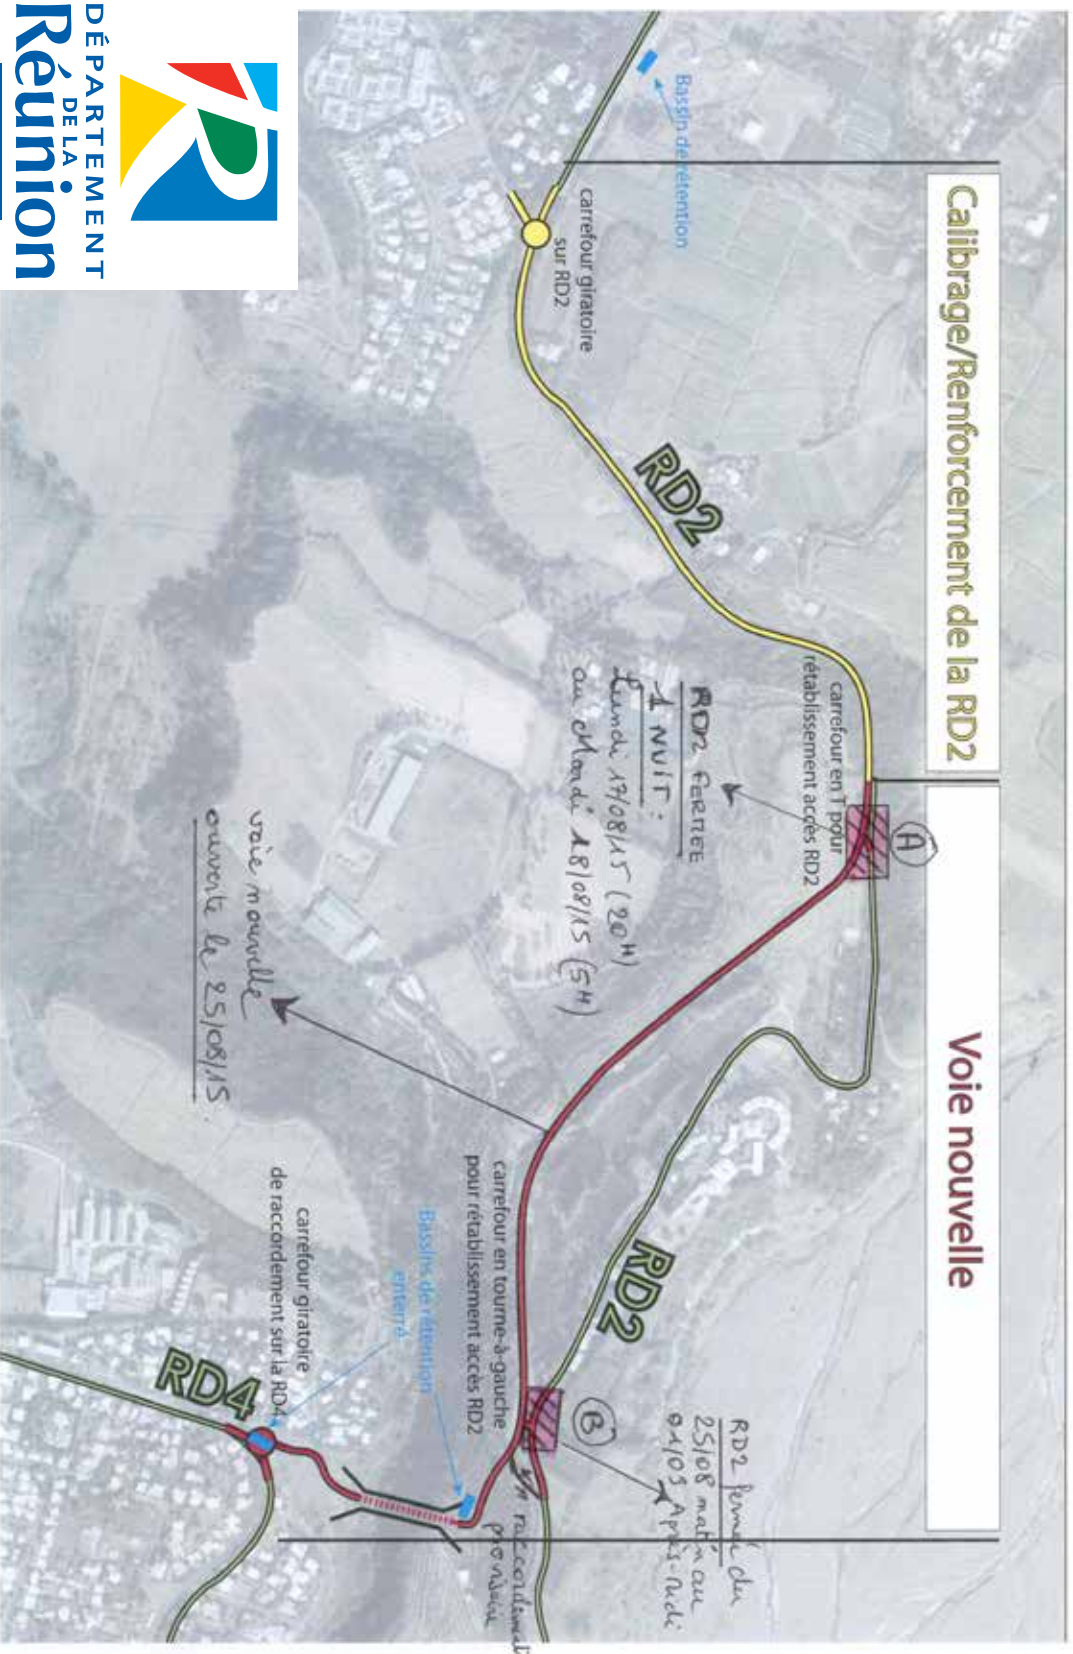 DÉPARTEMENT
DE LA
Réunion
Calibrage/Renforcement de la RD2
Voie nouvelle
Bassin de rétention
carrefour giratoire
sur RD2
RD2
carrefour en T pour
rétablissement accès RD2
A
RD2 FERMEE
1 NUIT :
Lundi 17/08/15 (20H)
au Mardi 18/08/15 (5H)
voie nouvelle
ouverte le 25/08/15.
RD2
carrefour en tourne-à-gauche
pour rétablissement accès RD2
Bassins de rétention
enterré
carrefour giratoire
de raccordement sur la RD4
RD4
B
RD2 fermée du
25/08 matin au
01/09 Après-midi
raccordement
provisoire